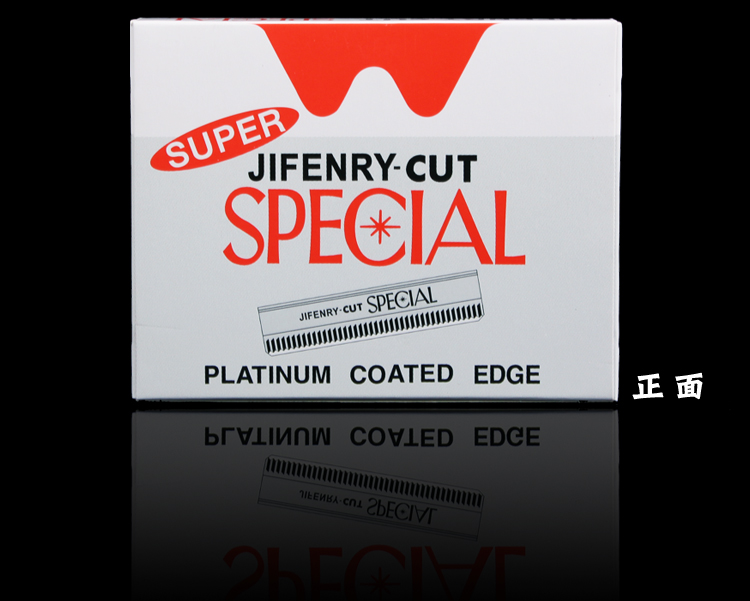 SUPER
JIFENRY-CUT
SPECIAL
JIFENRY-CUT SPECIAL
PLATINUM COATED EDGE
正面